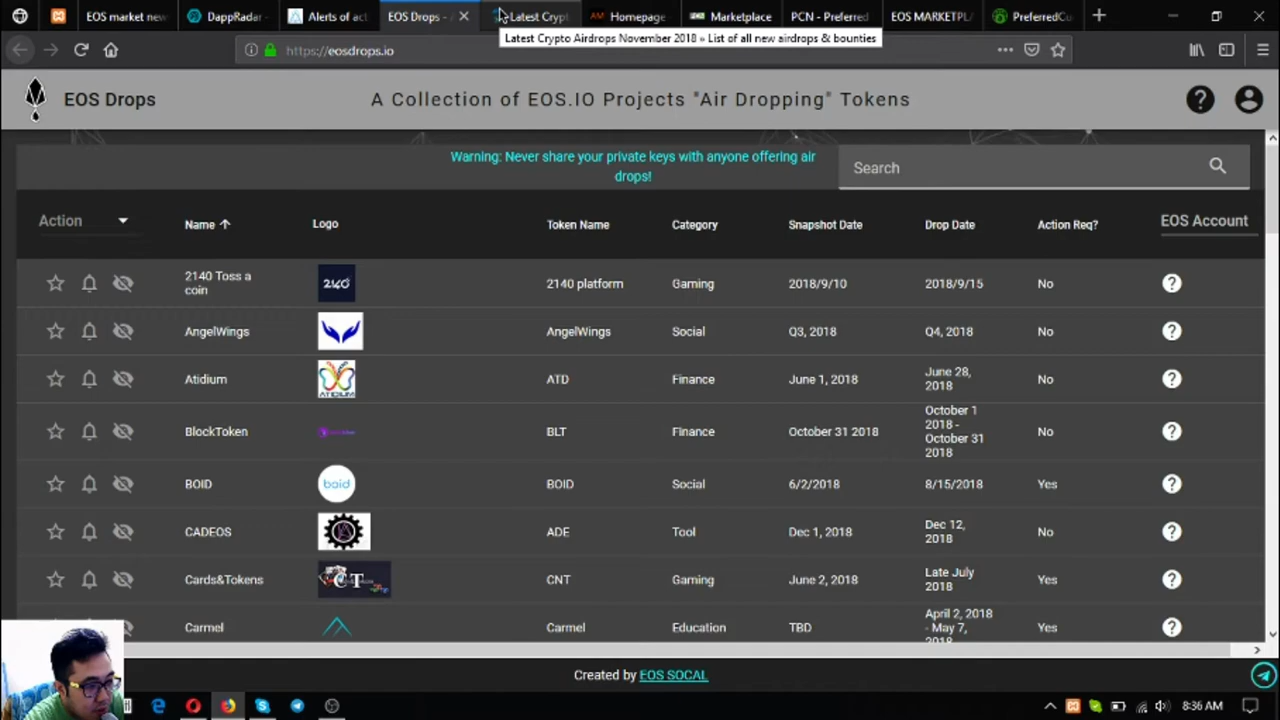 EOS market new
DappRadar -
Alerts of act
EOS Drops - A
Latest Crypt
Homepage
Marketplace
PCN - Preferred
EOS MARKETPL
PreferredCu
Latest Crypto Airdrops November 2018 » List of all new airdrops & bounties
https://eosdrops.io
EOS Drops
A Collection of EOS.IO Projects "Air Dropping" Tokens
Warning: Never share your private keys with anyone offering air
drops!
Search
Action Name Logo Token Name Category Snapshot Date Drop Date Action Req? EOS Account
2140 Toss a
coin
2140
2140 platform Gaming 2018/9/10 2018/9/15 No
AngelWings AngelWings Social Q3, 2018 Q4, 2018 No
Atidium ATIDIUM ATD Finance June 1, 2018 June 28,
2018
No
BlockToken BLT Finance October 31 2018 October 1
2018 -
October 31
2018
No
BOID boid BOID Social 6/2/2018 8/15/2018 Yes
CADEOS ADE Tool Dec 1, 2018 Dec 12,
2018
No
Cards&Tokens CT CNT Gaming June 2, 2018 Late July
2018
Yes
Carmel Carmel Education TBD April 2, 2018
- May 7,
2018
Yes
Created by EOS SOCAL
8:36 AM